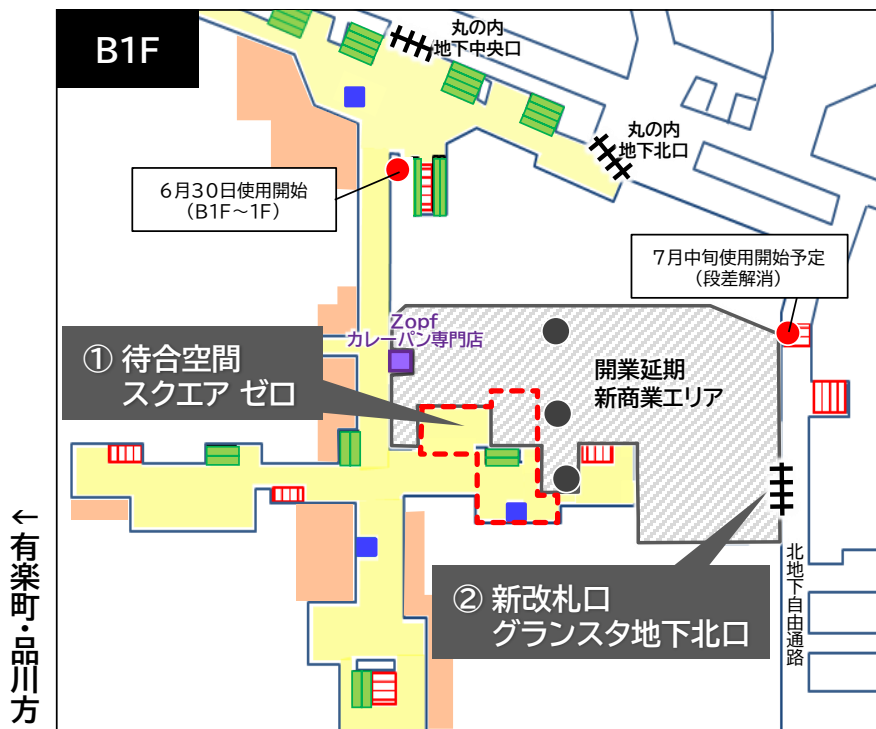 B1F
丸の内
地下中央口
丸の内
地下北口
6月30日使用開始
(B1F～1F)
7月中旬使用開始予定
(段差解消)
Zopf
カレーパン専門店
① 待合空間
スクエア ゼロ
開業延期
新商業エリア
② 新改札口
グランスタ地下北口
北地下自由通路
←有楽町・品川方